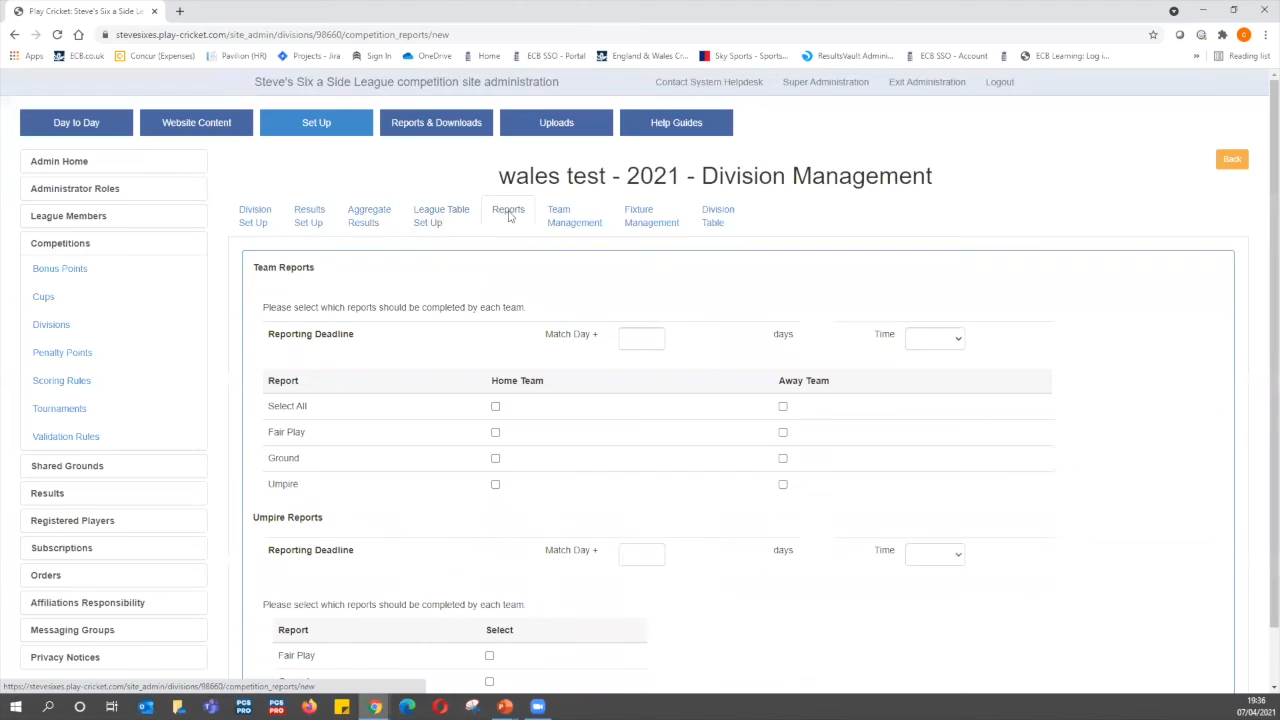 Play Cricket: Steve's Six a Side Le
stevesixes.play-cricket.com/site_admin/divisions/98660/competition_reports/new
Apps ECB.co.uk Concur (Expenses) Pavilion (HR) Projects - Jira Sign In OneDrive Home ECB SSO - Portal England & Wales Cr... Sky Sports - Sports... ResultsVault Admini... ECB SSO - Account ECB Learning: Log i... » Reading list
Steve's Six a Side League competition site administration Contact System Helpdesk Super Administration Exit Administration Logout
Day to Day Website Content Set Up Reports & Downloads Uploads Help Guides
Admin Home
Administrator Roles
League Members
Competitions
Bonus Points
Cups
Divisions
Penalty Points
Scoring Rules
Tournaments
Validation Rules
Shared Grounds
Results
Registered Players
Subscriptions
Orders
Affiliations Responsibility
Messaging Groups
Privacy Notices
Back
wales test - 2021 - Division Management
Division Set Up
Results Set Up
Aggregate Results
League Table Set Up
Reports
Team Management
Fixture Management
Division Table
Team Reports
Please select which reports should be completed by each team.
Reporting Deadline Match Day + days Time
Report Home Team Away Team
Select All
Fair Play
Ground
Umpire
Umpire Reports
Reporting Deadline Match Day + days Time
Please select which reports should be completed by each team.
Report Select
Fair Play
https://stevesixes.play-cricket.com/site_admin/divisions/98660/competition_reports/new
PCS PRO PCS PRO
19:36
07/04/2021